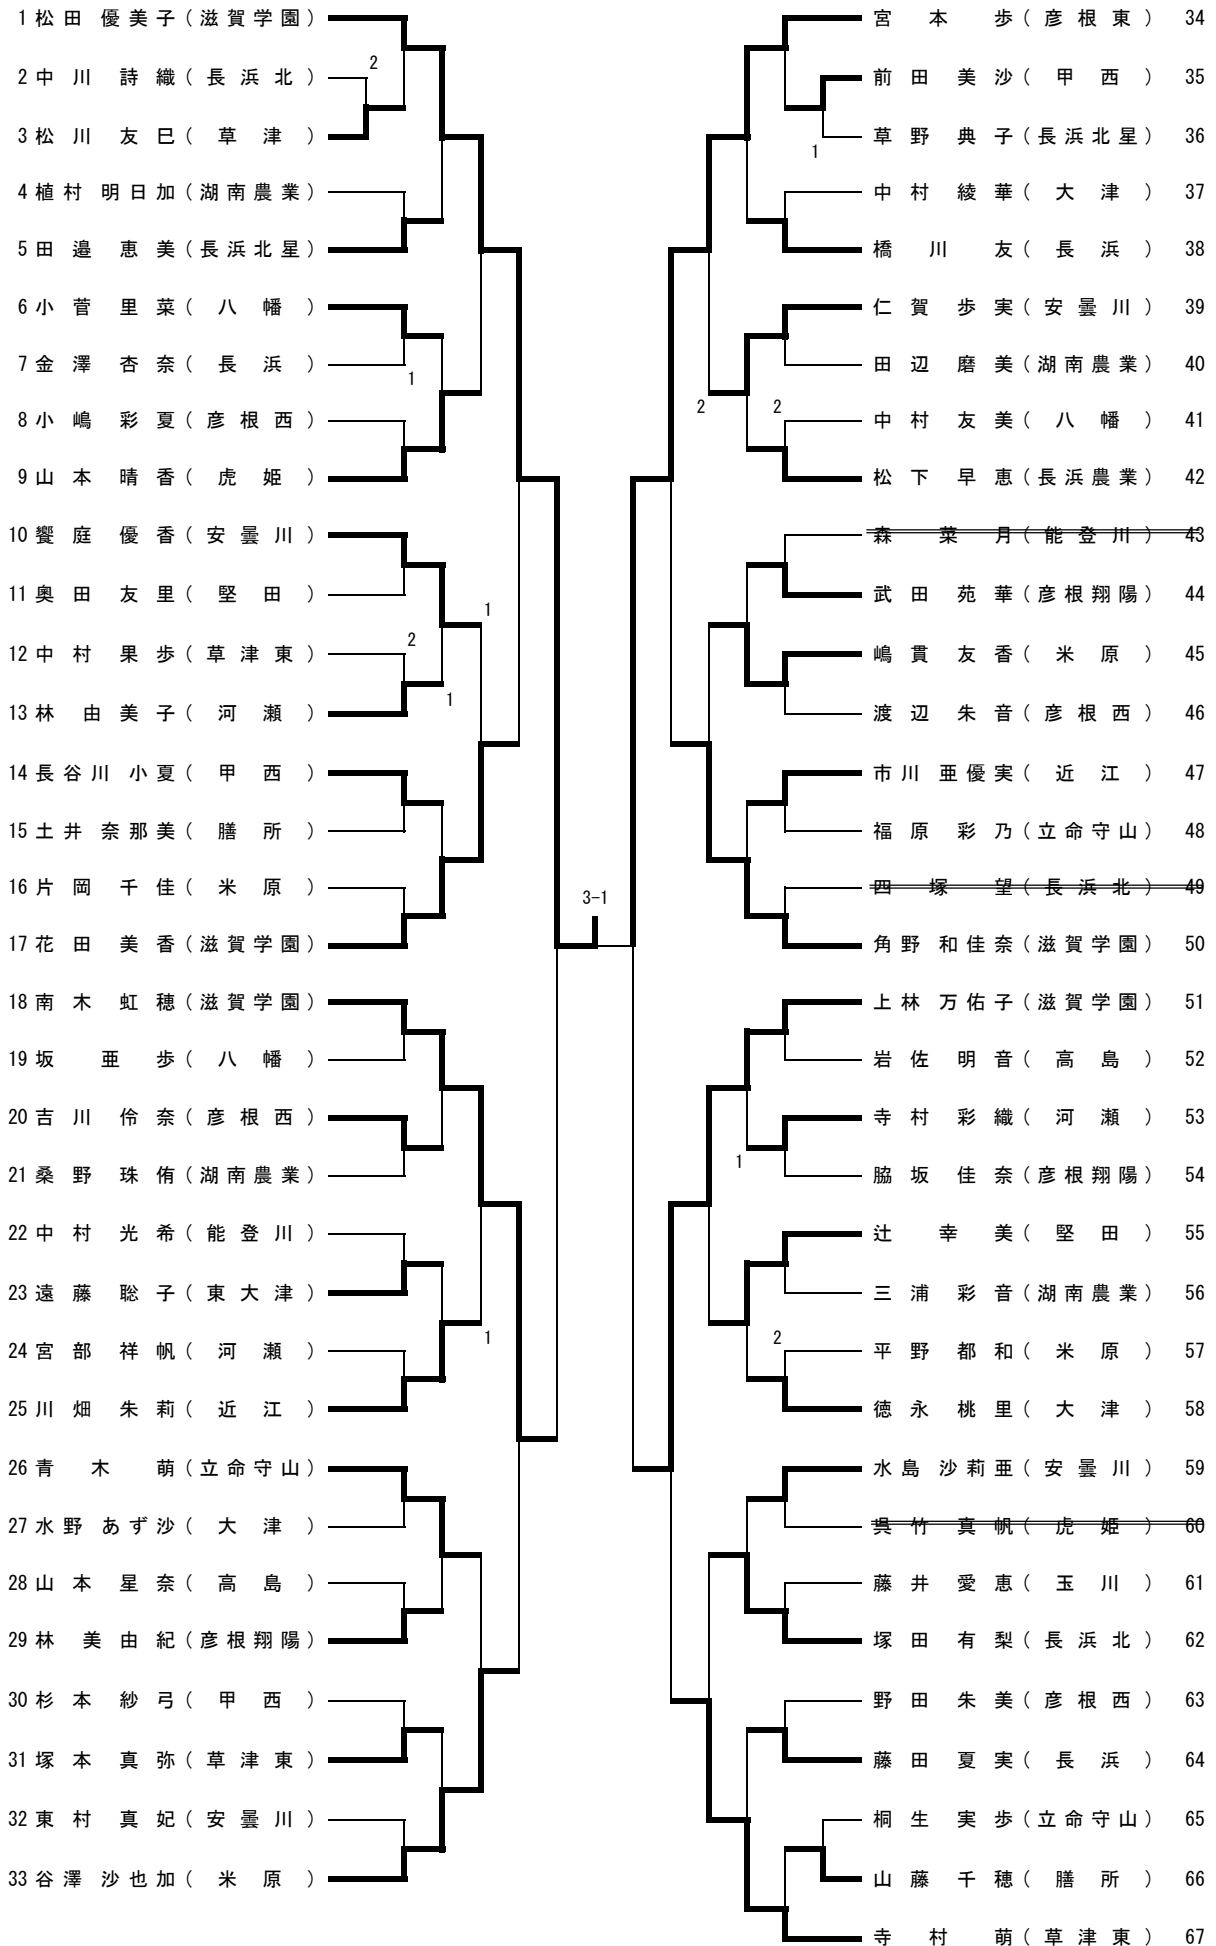 1 松田 優美子 (滋賀学園)
2 中川 詩織 (長浜北)
2
3 松川 友巳 (草津)
4 植村 明日加 (湖南農業)
5 田邉 恵美 (長浜北星)
6 小菅 里菜 (八幡)
7 金澤 杏奈 (長浜)
1
8 小嶋 彩夏 (彦根西)
9 山本 晴香 (虎姫)
10 饗庭 優香 (安曇川)
11 奥田 友里 (堅田)
1
12 中村 果歩 (草津東)
2
13 林 由美子 (河瀬)
1
14 長谷川 小夏 (甲西)
15 土井 奈那美 (膳所)
16 片岡 千佳 (米原)
17 花田 美香 (滋賀学園)
18 南木 虹穂 (滋賀学園)
19 坂 亜歩 (八幡)
20 吉川 伶奈 (彦根西)
21 桑野 珠侑 (湖南農業)
22 中村 光希 (能登川)
23 遠藤 聡子 (東大津)
24 宮部 祥帆 (河瀬)
1
25 川畑 朱莉 (近江)
26 青木 萌 (立命守山)
27 水野 あず沙 (大津)
28 山本 星奈 (高島)
29 林 美由紀 (彦根翔陽)
30 杉本 紗弓 (甲西)
31 塚本 真弥 (草津東)
32 東村 真妃 (安曇川)
33 谷澤 沙也加 (米原)
3-1
宮本 歩 (彦根東) 34
前田 美沙 (甲西) 35
草野 典子 (長浜北星) 36
1
中村 綾華 (大津) 37
橋川 友 (長浜) 38
仁賀 歩実 (安曇川) 39
田辺 磨美 (湖南農業) 40
2
2
中村 友美 (八幡) 41
松下 早恵 (長浜農業) 42
森 菜月 (能登川) 43
武田 苑華 (彦根翔陽) 44
嶋貫 友香 (米原) 45
渡辺 朱音 (彦根西) 46
市川 亜優実 (近江) 47
福原 彩乃 (立命守山) 48
四塚 望 (長浜北) 49
角野 和佳奈 (滋賀学園) 50
上林 万佑子 (滋賀学園) 51
岩佐 明音 (高島) 52
寺村 彩織 (河瀬) 53
1
脇坂 佳奈 (彦根翔陽) 54
辻 幸美 (堅田) 55
三浦 彩音 (湖南農業) 56
2
平野 都和 (米原) 57
徳永 桃里 (大津) 58
水島 沙莉亜 (安曇川) 59
呉竹 真帆 (虎姫) 60
藤井 愛恵 (玉川) 61
塚田 有梨 (長浜北) 62
野田 朱美 (彦根西) 63
藤田 夏実 (長浜) 64
桐生 実歩 (立命守山) 65
山藤 千穂 (膳所) 66
寺村 萌 (草津東) 67